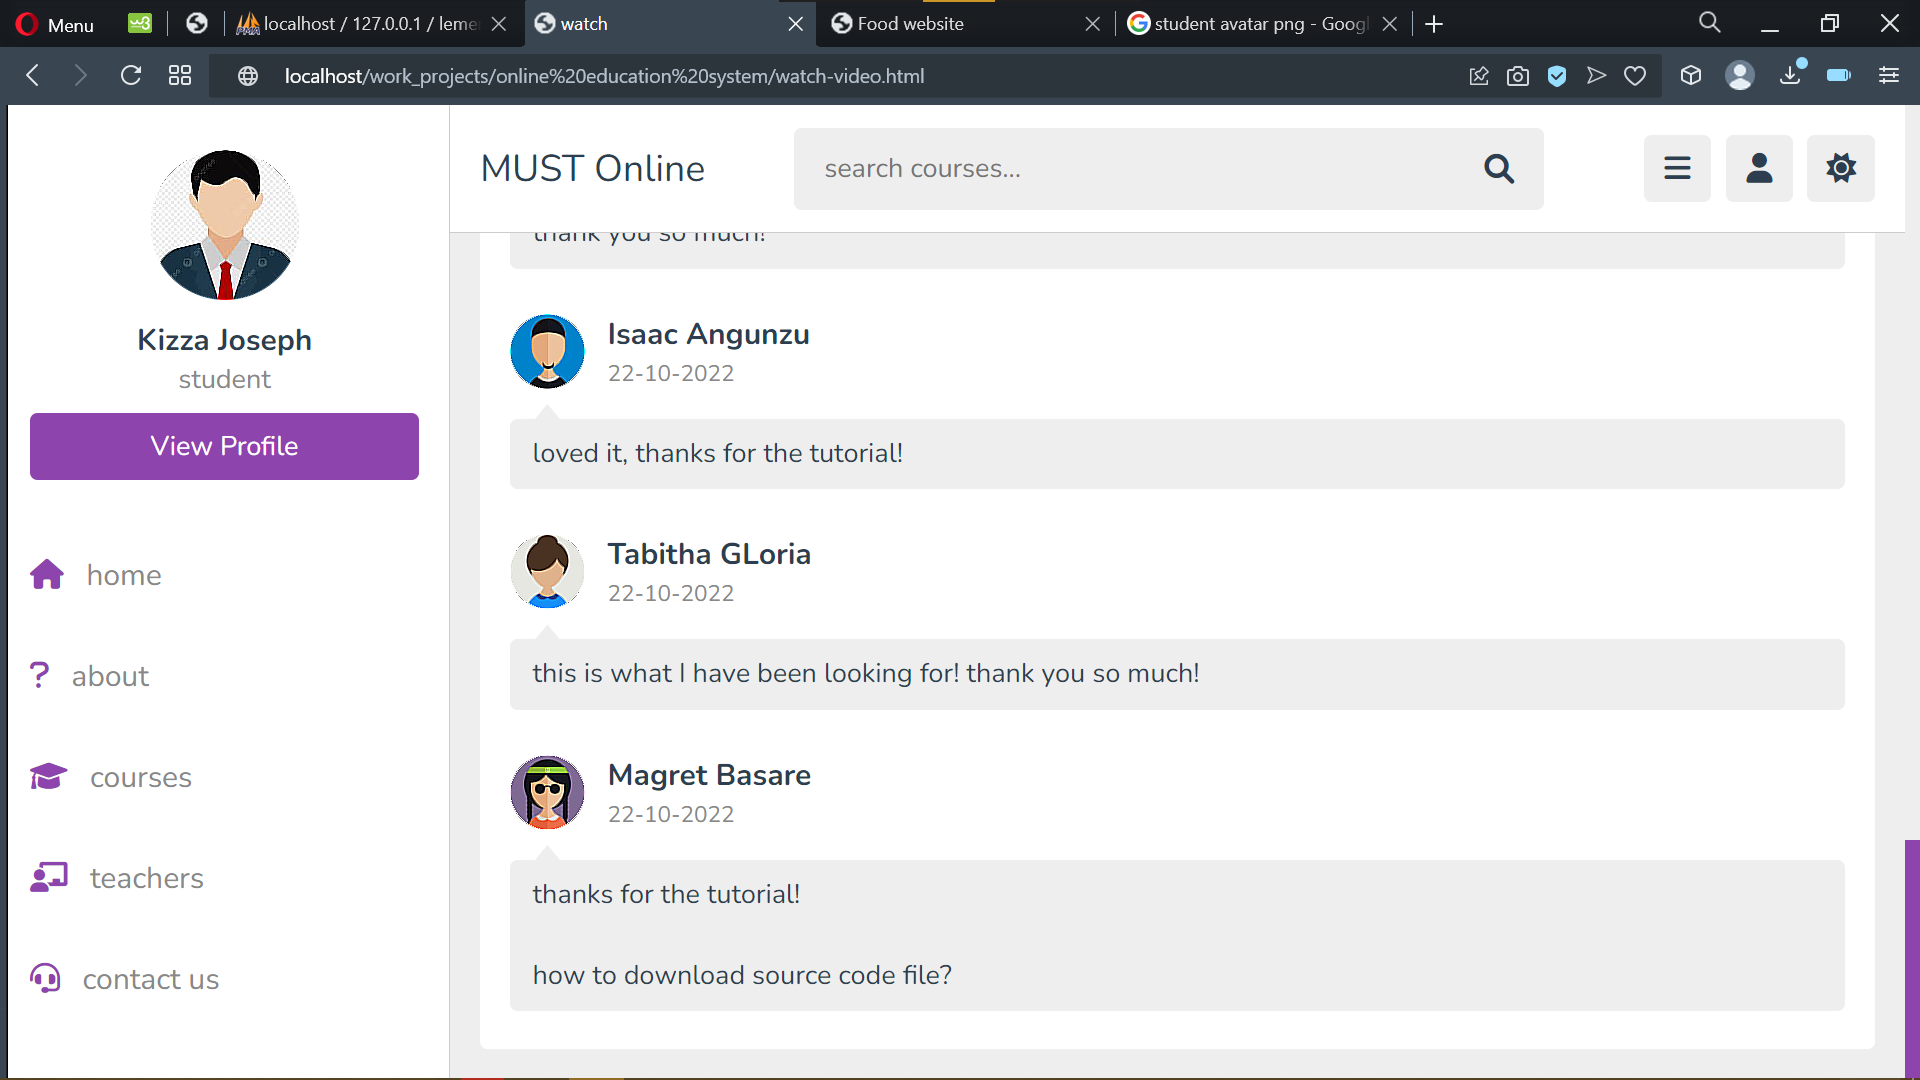 Menu
localhost / 127.0.0.1 / leme
watch
Food website
student avatar png - Googl
localhost/work_projects/online%20education%20system/watch-video.html
MUST Online
search courses...
Kizza Joseph
student
View Profile
home
about
courses
teachers
contact us
thank you so much!
Isaac Angunzu
22-10-2022
loved it, thanks for the tutorial!
Tabitha GLoria
22-10-2022
this is what I have been looking for! thank you so much!
Magret Basare
22-10-2022
thanks for the tutorial!
how to download source code file?